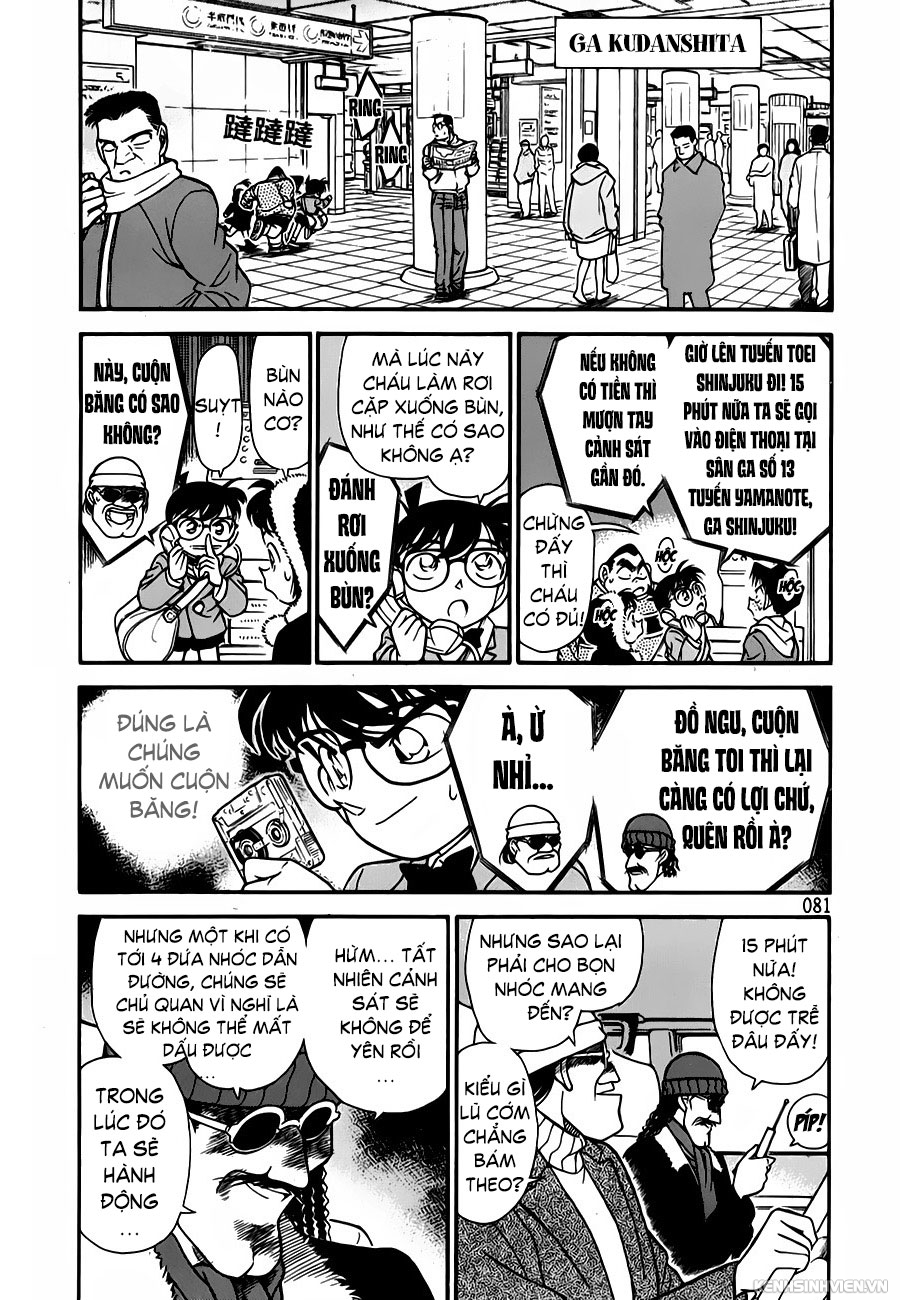 GA KUDANSHITA
躂躂躂
RING
RING
GIỜ LÊN TUYẾN TOEI
SHINJUKU ĐI! 15
PHÚT NỮA TA SẼ GỌI
VÀO ĐIỆN THOẠI TẠI
SÂN GA SỐ 13
TUYẾN YAMANOTE,
GA SHINJUKU!
NẾU KHÔNG
CÓ TIỀN THÌ
MƯỢN TAY
CẢNH SÁT
GẦN ĐÓ.
CHỪNG
ĐẤY THÌ
CHÁU
CÓ ĐỦ!
HỘC
HỘC
HỘC
MÀ LÚC NÃY
CHÁU LÀM RƠI
CẶP XUỐNG BÙN,
NHƯ THẾ CÓ SAO
KHÔNG Ạ?
ĐÁNH
RƠI
XUỐNG
BÙN?
BÙN
NÀO
CƠ?
SUYT
!
NÀY, CUỘN
BĂNG CÓ SAO
KHÔNG?
ĐỒ NGU, CUỘN
BĂNG TOI THÌ LẠI
CÀNG CÓ LỢI CHỨ,
QUÊN RỒI À?
À, Ừ
NHỈ...
ĐÚNG LÀ
CHÚNG
MUỐN CUỘN
BĂNG!
081
15 PHÚT
NỮA!
KHÔNG
ĐƯỢC TRỄ
ĐÂU ĐẤY!
PÍP!
NHƯNG SAO LẠI
PHẢI CHO BỌN
NHÓC MANG
ĐẾN?
KIỂU GÌ
LŨ CỚM
CHẲNG
BÁM
THEO?
HỪM... TẤT
NHIÊN CẢNH
SÁT SẼ
KHÔNG ĐỂ
YÊN RỒI
...
NHƯNG MỘT KHI CÓ
TỚI 4 ĐỨA NHÓC DẪN
ĐƯỜNG, CHÚNG SẼ
CHỦ QUAN VÌ NGHĨ LÀ
SẼ KHÔNG THỂ MẤT
DẤU ĐƯỢC
...
TRONG
LÚC ĐÓ
TA SẼ
HÀNH
ĐỘNG
...
KENHSINHVIEN.VN